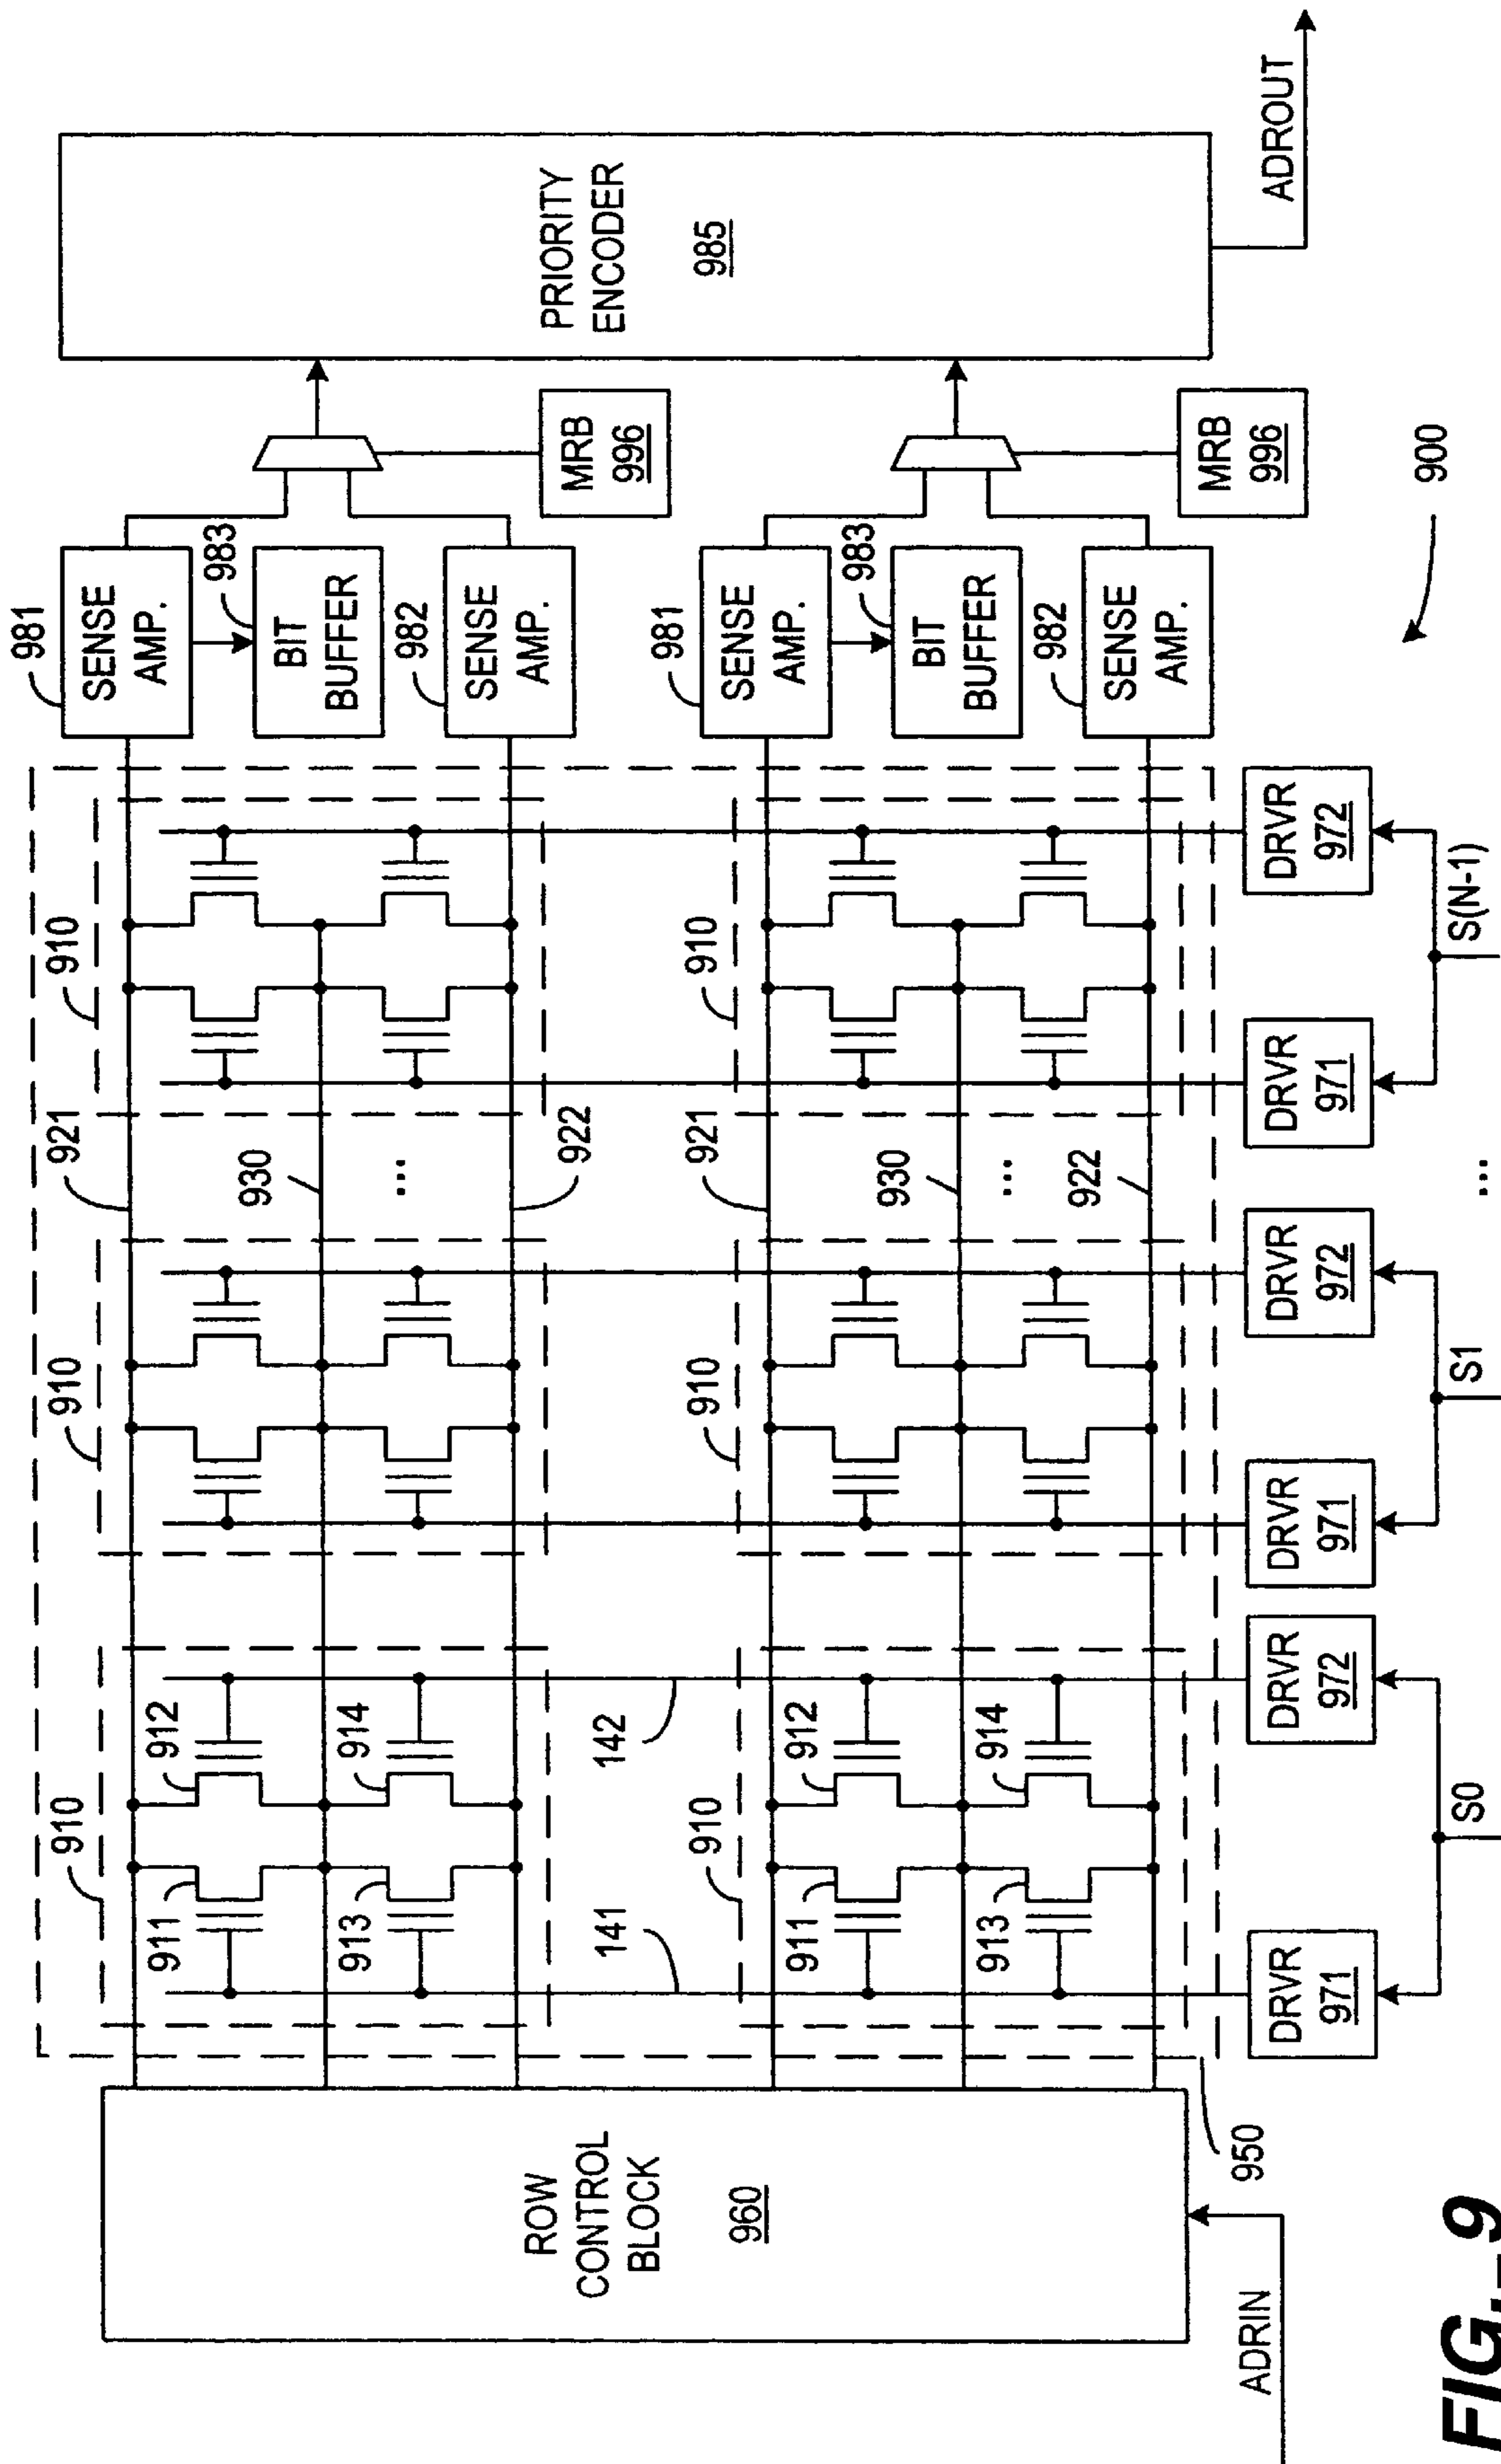 981
SENSE
AMP.
983
BIT
BUFFER
982
SENSE
AMP.
MRB
996
PRIORITY
ENCODER
985
ADROUT
981
SENSE
AMP.
983
BIT
BUFFER
982
SENSE
AMP.
MRB
996
900
910
921
930
...
922
910
921
930
...
922
910
910
910
911
912
913
914
141
142
910
911
912
913
914
950
ROW
CONTROL
BLOCK
960
ADRIN
DRVR
971
DRVR
972
S0
DRVR
971
DRVR
972
S1
...
DRVR
971
DRVR
972
S(N-1)
FIG._9